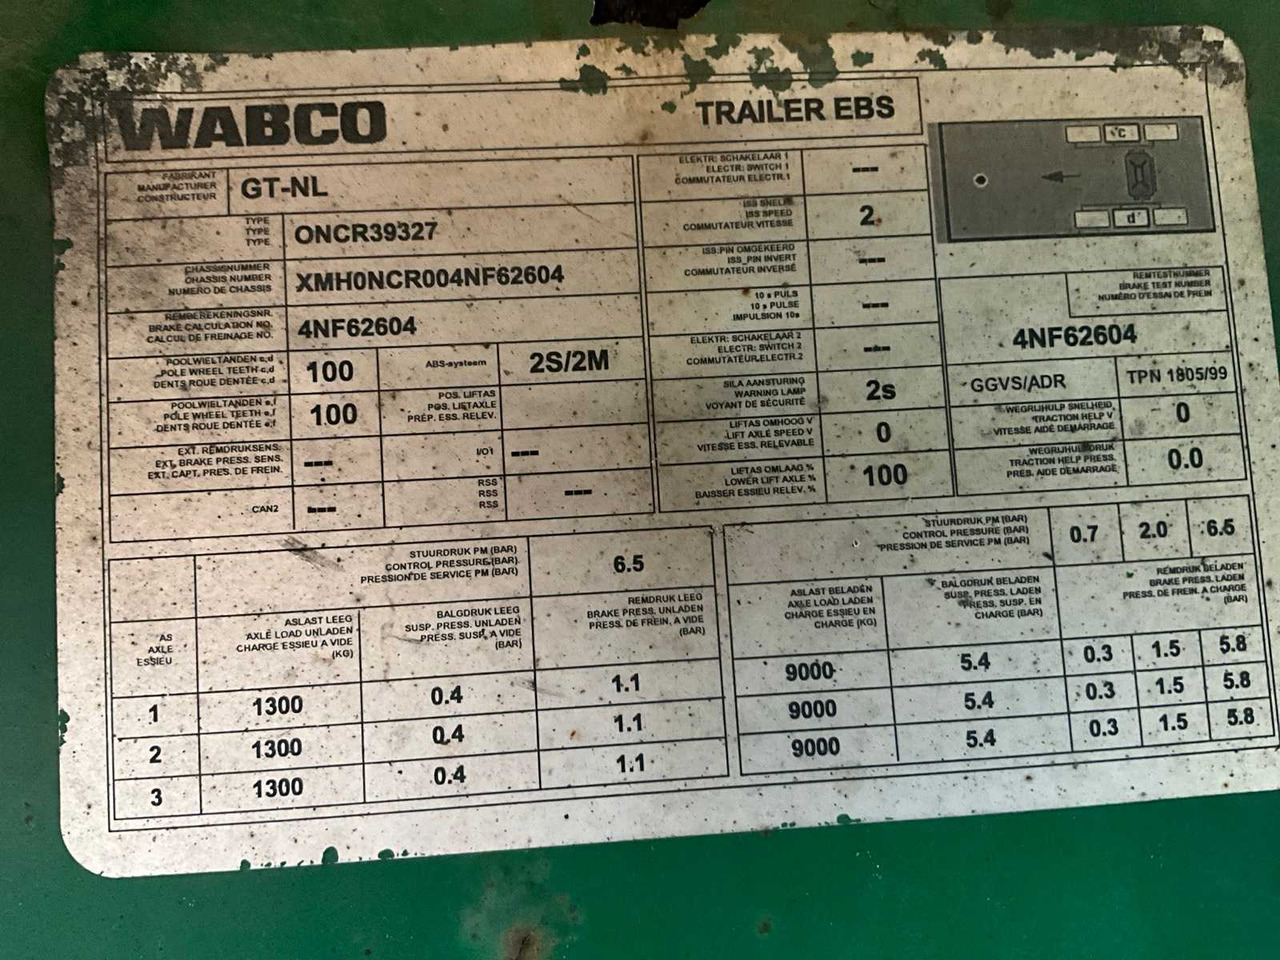 WABCO
TRAILER EBS
FABRIKANT
MANUFACTURER
CONSTRUCTEUR
GT-NL
TYPE
TYPE
TYPE
ONCR39327
CHASSISNUMMER
CHASSIS NUMBER
NUMERO DE CHASSIS
XMH0NCR004NF62604
REMBEREKENINGSNR.
BRAKE CALCULATION NO.
CALCUL DE FREINAGE NO.
4NF62604
POOLWIELTANDEN c,d
POLE WHEEL TEETH c,d
DENTS ROUE DENTÉE c,d
100
ABS-systeem
2S/2M
POOLWIELTANDEN e,f
POLE WHEEL TEETH e,f
DENTS ROUE DENTÉE e,f
100
POS. LIFTAS
POS. LIFTAXLE
PRÉP. ESS. RELEV.
EXT. REMDRUKSENS.
EXT. BRAKE PRESS. SENS.
EXT. CAPT. PRES. DE FREIN.
---
I/O1
---
CAN2
---
RSS
RSS
RSS
---
ELEKTR: SCHAKELAAR 1
ELECTR: SWITCH 1
COMMUTATEUR ELECTR.1
---
ISS SNELH.
ISS SPEED
COMMUTATEUR VITESSE
2
ISS PIN OMGEKEERD
ISS_PIN INVERT
COMMUTATEUR INVERSÉ
---
10 s PULS
10 s PULSE
IMPULSION 10s
---
ELEKTR: SCHAKELAAR 2
ELECTR: SWITCH 2
COMMUTATEUR.ELECTR.2
---
SILA AANSTURING
WARNING LAMP
VOYANT DE SÉCURITÉ
2s
LIFTAS OMHOOG V
LIFT AXLE SPEED V
VITESSE ESS. RELEVABLE
0
LIFTAS OMLAAG %
LOWER LIFT AXLE %
BAISSER ESSIEU RELEV. %
100
c
d
REMTESTNUMMER
BRAKE TEST NUMBER
NUMÉRO D'ESSAI DE FREIN
4NF62604
GGVS/ADR
TPN 1805/99
WEGRIJHULP SNELHEID
TRACTION HELP V
VITESSE AIDE DÉMARRAGE
0
WEGRIJHULPDRUK
TRACTION HELP PRESS.
PRES. AIDE DEMARRAGE
0.0
STUURDRUK PM (BAR)
CONTROL PRESSURE (BAR)
PRESSION DE SERVICE PM (BAR)
6.5
AS
AXLE
ESSIEU
ASLAST LEEG
AXLE LOAD UNLADEN
CHARGE ESSIEU A VIDE
(KG)
BALGDRUK LEEG
SUSP. PRESS. UNLADEN
PRESS. SUSP. A VIDE
(BAR)
REMDRUK LEEG
BRAKE PRESS. UNLADEN
PRESS. DE FREIN. A VIDE
(BAR)
1 1300 0.4 1.1
2 1300 0.4 1.1
3 1300 0.4 1.1
STUURDRUK PM (BAR)
CONTROL PRESSURE (BAR)
PRESSION DE SERVICE PM (BAR)
0.7 2.0 6.5
ASLAST BELADEN
AXLE LOAD LADEN
CHARGE ESSIEU EN
CHARGE (KG)
BALGDRUK BELADEN
SUSP. PRESS. LADEN
PRESS. SUSP. EN
CHARGE (BAR)
REMDRUK BELADEN
BRAKE PRESS. LADEN
PRESS. DE FREIN. A CHARGE
(BAR)
9000 5.4 0.3 1.5 5.8
9000 5.4 0.3 1.5 5.8
9000 5.4 0.3 1.5 5.8